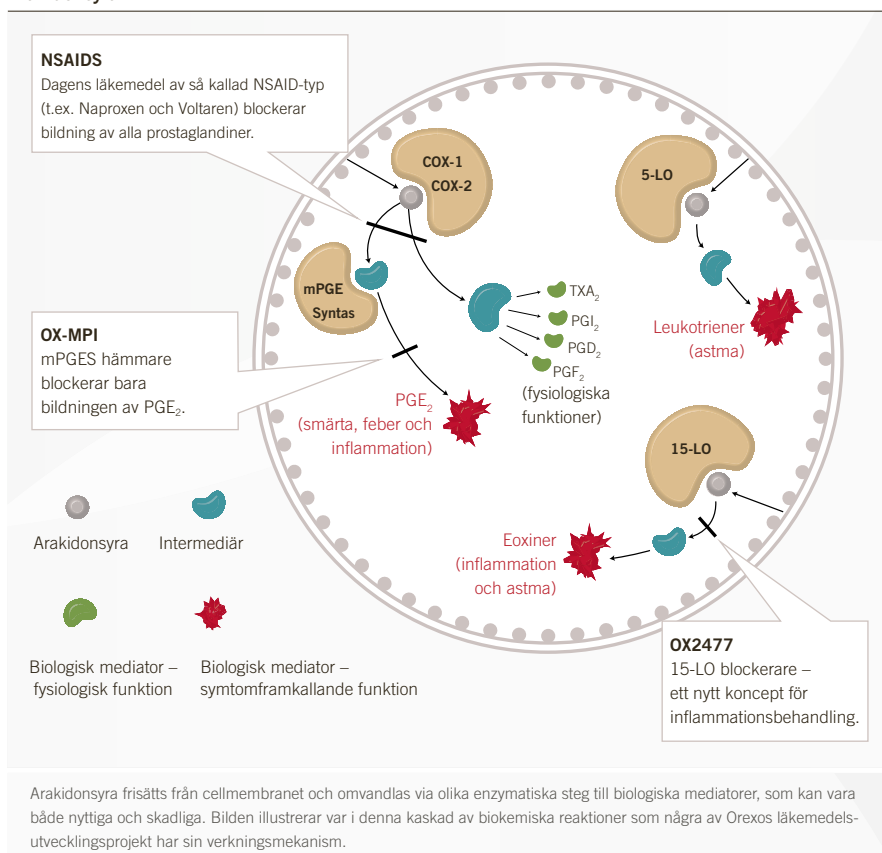 NSAIDS
Dagens läkemedel av så kallad NSAID-typ
(t.ex. Naproxen och Voltaren) blockerar
bildning av alla prostaglandiner.
COX-1
COX-2
5-LO
mPGE
Syntas
TXA₂
PGI₂
PGD₂
PGF₂
(fysiologiska
funktioner)
Leukotriener
(astma)
OX-MPI
mPGES hämmare
blockerar bara
bildningen av PGE₂.
PGE₂
(smärta, feber och
inflammation)
15-LO
Arakidonsyra
Intermediär
Eoxiner
(inflammation
och astma)
Biologisk mediator –
fysiologisk funktion
Biologisk mediator –
symtomframkallande funktion
OX2477
15-LO blockerare –
ett nytt koncept för
inflammationsbehandling.
Arakidonsyra frisätts från cellmembranet och omvandlas via olika enzymatiska steg till biologiska mediatorer, som kan vara
både nyttiga och skadliga. Bilden illustrerar var i denna kaskad av biokemiska reaktioner som några av Orexos läkemedels-
utvecklingsprojekt har sin verkningsmekanism.